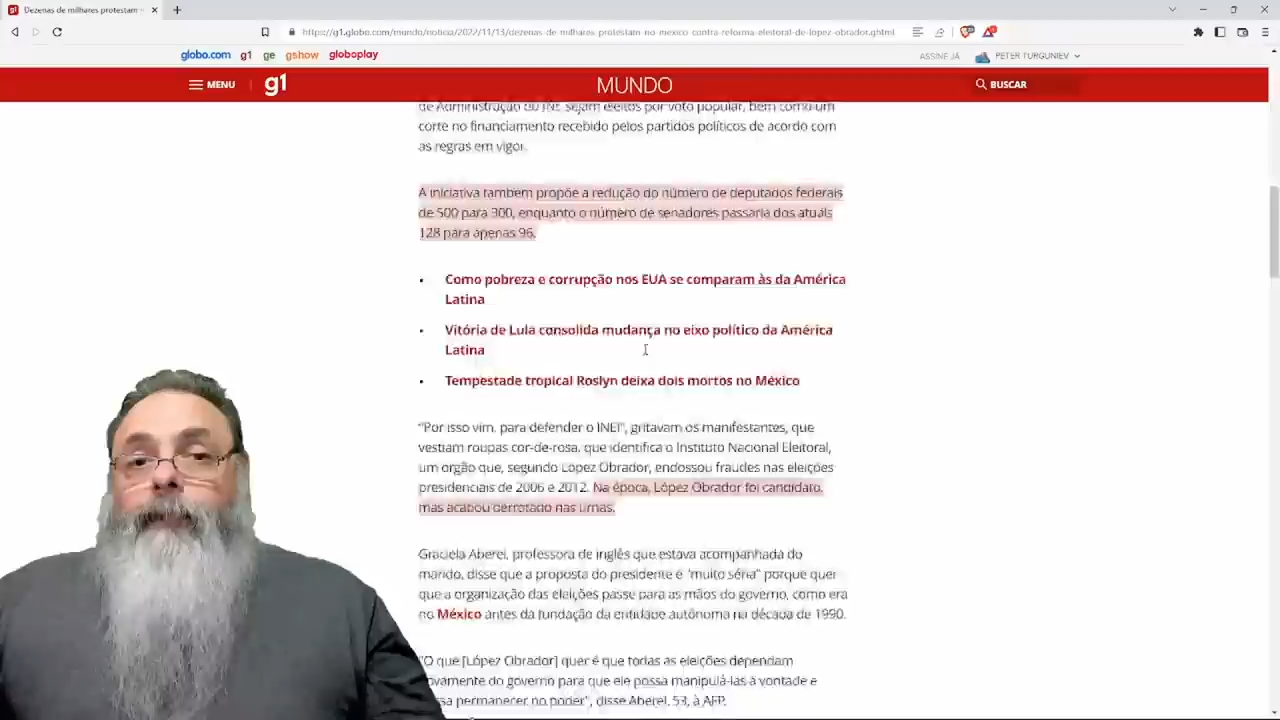 Dezenas de milhares protestam
https://g1.globo.com/mundo/noticia/2022/11/13/dezenas-de-milhares-protestam-no-mexico-contra-reforma-eleitoral-de-lopez-obrador.ghtml
globo.com g1 ge gshow globoplay
ASSINE JÁ PETER TURGUNIEV
MENU g1 MUNDO BUSCAR
de Administração do INE sejam eleitos por voto popular, bem como um
corte no financiamento recebido pelos partidos políticos de acordo com
as regras em vigor.
A iniciativa também propõe a redução do número de deputados federais
de 500 para 300, enquanto o número de senadores passaria dos atuais
128 para apenas 96.
Como pobreza e corrupção nos EUA se comparam às da América
Latina
Vitória de Lula consolida mudança no eixo político da América
Latina
Tempestade tropical Roslyn deixa dois mortos no México
"Por isso vim, para defender o INE!", gritavam os manifestantes, que
vestiam roupas cor-de-rosa, que identifica o Instituto Nacional Eleitoral,
um órgão que, segundo López Obrador, endossou fraudes nas eleições
presidenciais de 2006 e 2012. Na época, López Obrador foi candidato,
mas acabou derrotado nas urnas.
Graciela Aberel, professora de inglês que estava acompanhada do
marido, disse que a proposta do presidente é "muito séria" porque quer
que a organização das eleições passe para as mãos do governo, como era
no México antes da fundação da entidade autônoma na década de 1990.
"O que [López Obrador] quer é que todas as eleições dependam
ovamente do governo para que ele possa manipulá-las à vontade e
sa permanecer no poder", disse Aberel, 53, à AFP.